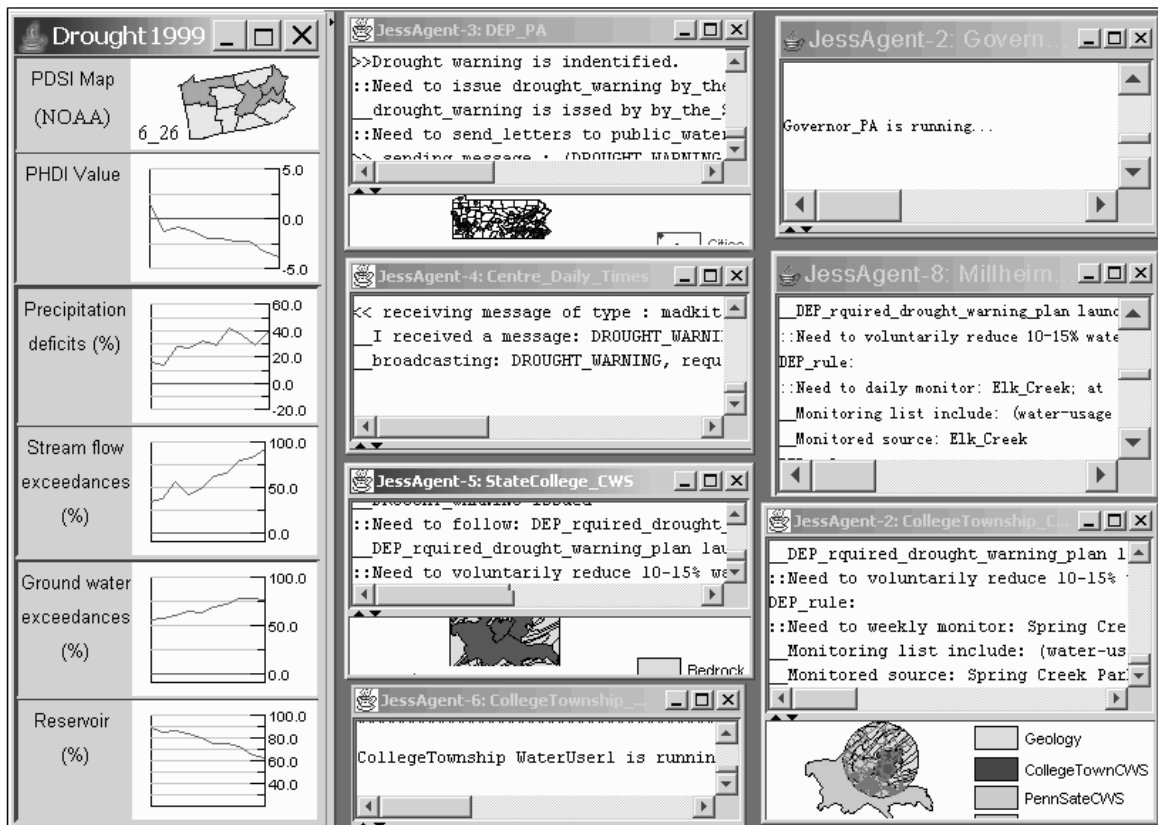 Drought1999
PDSI Map
(NOAA)
6_26
PHDI Value
5.0
0.0
-5.0
Precipitation
deficits (%)
60.0
40.0
20.0
0.0
-20.0
Stream flow
exceedances
(%)
100.0
50.0
0.0
Ground water
exceedances
(%)
100.0
50.0
0.0
Reservoir
(%)
100.0
80.0
60.0
40.0
JessAgent-3: DEP_PA
>>Drought warning is indentified.
::Need to issue drought_warning by_the
__drought_warning is issed by by_the_S
::Need to send_letters to public_water
>> sending message : (DROUGHT_WARNING
Cities
JessAgent-4: Centre_Daily_Times
<< receiving message of type : madkit
__I received a message: DROUGHT_WARNI
__broadcasting: DROUGHT_WARNING, requ
JessAgent-5: StateCollege_CWS
__DROUGHT_WARNING issued
::Need to follow: DEP_rquired_drought_
__DEP_rquired_drought_warning_plan lau
::Need to voluntarily reduce 10-15% wa
Bedrock
JessAgent-6: CollegeTownship_...
CollegeTownship WaterUser1 is runnin
JessAgent-2: Govern...
Governor_PA is running...
JessAgent-8: Millheim...
__DEP_rquired_drought_warning_plan launc
::Need to voluntarily reduce 10-15% wate
DEP_rule:
::Need to daily monitor: Elk_Creek; at
__Monitoring list include: (water-usage
__Monitored source: Elk_Creek
JessAgent-2: CollegeTownship_C...
__DEP_rquired_drought_warning_plan l
::Need to voluntarily reduce 10-15%
DEP_rule:
::Need to weekly monitor: Spring Cre
__Monitoring list include: (water-us
__Monitored source: Spring Creek Par
Geology
CollegeTownCWS
PennSateCWS